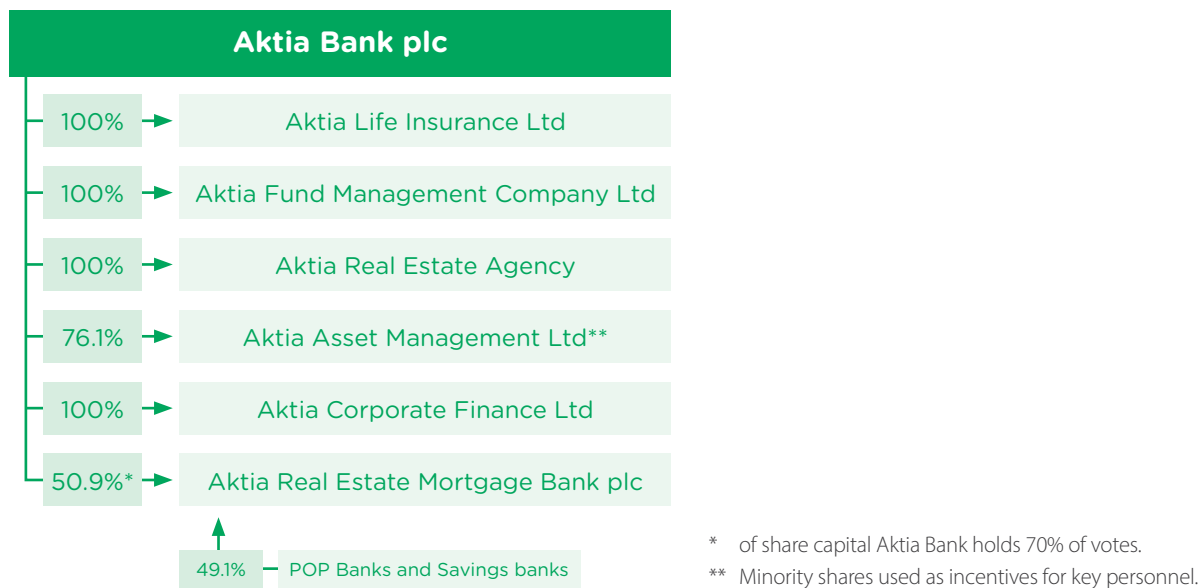 Aktia Bank plc
100% Aktia Life Insurance Ltd
100% Aktia Fund Management Company Ltd
100% Aktia Real Estate Agency
76.1% Aktia Asset Management Ltd**
100% Aktia Corporate Finance Ltd
50.9%* Aktia Real Estate Mortgage Bank plc
49.1% POP Banks and Savings banks
* of share capital Aktia Bank holds 70% of votes.
** Minority shares used as incentives for key personnel